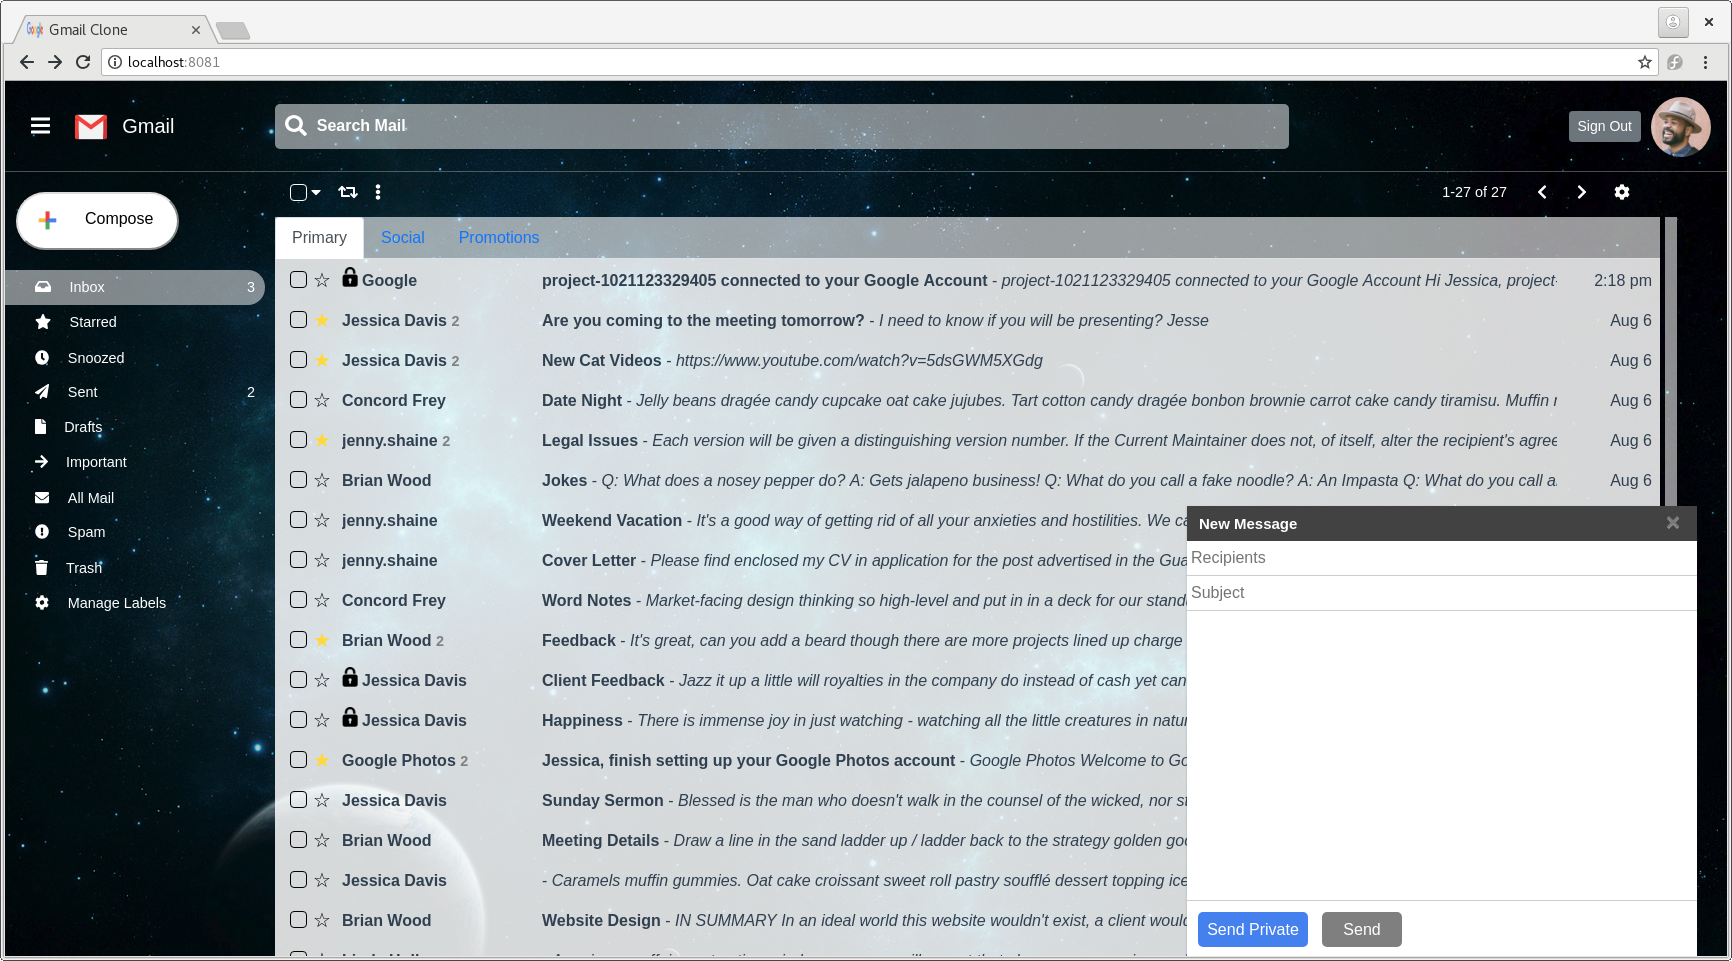 Gmail Clone
localhost:8081
Gmail
Search Mail
Sign Out
1-27 of 27
Compose
Primary Social Promotions
Inbox 3
Starred
Snoozed
Sent 2
Drafts
Important
All Mail
Spam
Trash
Manage Labels
Google project-1021123329405 connected to your Google Account - project-1021123329405 connected to your Google Account Hi Jessica, project- 2:18 pm
Jessica Davis 2 Are you coming to the meeting tomorrow? - I need to know if you will be presenting? Jesse Aug 6
Jessica Davis 2 New Cat Videos - https://www.youtube.com/watch?v=5dsGWM5XGdg Aug 6
Concord Frey Date Night - Jelly beans dragée candy cupcake oat cake jujubes. Tart cotton candy dragée bonbon brownie carrot cake candy tiramisu. Muffin Aug 6
jenny.shaine 2 Legal Issues - Each version will be given a distinguishing version number. If the Current Maintainer does not, of itself, alter the recipient's agree Aug 6
Brian Wood Jokes - Q: What does a nosey pepper do? A: Gets jalapeno business! Q: What do you call a fake noodle? A: An Impasta Q: What do you call a Aug 6
jenny.shaine Weekend Vacation - It's a good way of getting rid of all your anxieties and hostilities. We ca
jenny.shaine Cover Letter - Please find enclosed my CV in application for the post advertised in the Gua
Concord Frey Word Notes - Market-facing design thinking so high-level and put in in a deck for our stand
Brian Wood 2 Feedback - It's great, can you add a beard though there are more projects lined up charge
Jessica Davis Client Feedback - Jazz it up a little will royalties in the company do instead of cash yet can
Jessica Davis Happiness - There is immense joy in just watching - watching all the little creatures in natur
Google Photos 2 Jessica, finish setting up your Google Photos account - Google Photos Welcome to Go
Jessica Davis Sunday Sermon - Blessed is the man who doesn't walk in the counsel of the wicked, nor st
Brian Wood Meeting Details - Draw a line in the sand ladder up / ladder back to the strategy golden goo
Jessica Davis - Caramels muffin gummies. Oat cake croissant sweet roll pastry soufflé dessert topping ice
Brian Wood Website Design - IN SUMMARY In an ideal world this website wouldn't exist, a client would
New Message
Recipients
Subject
Send Private Send